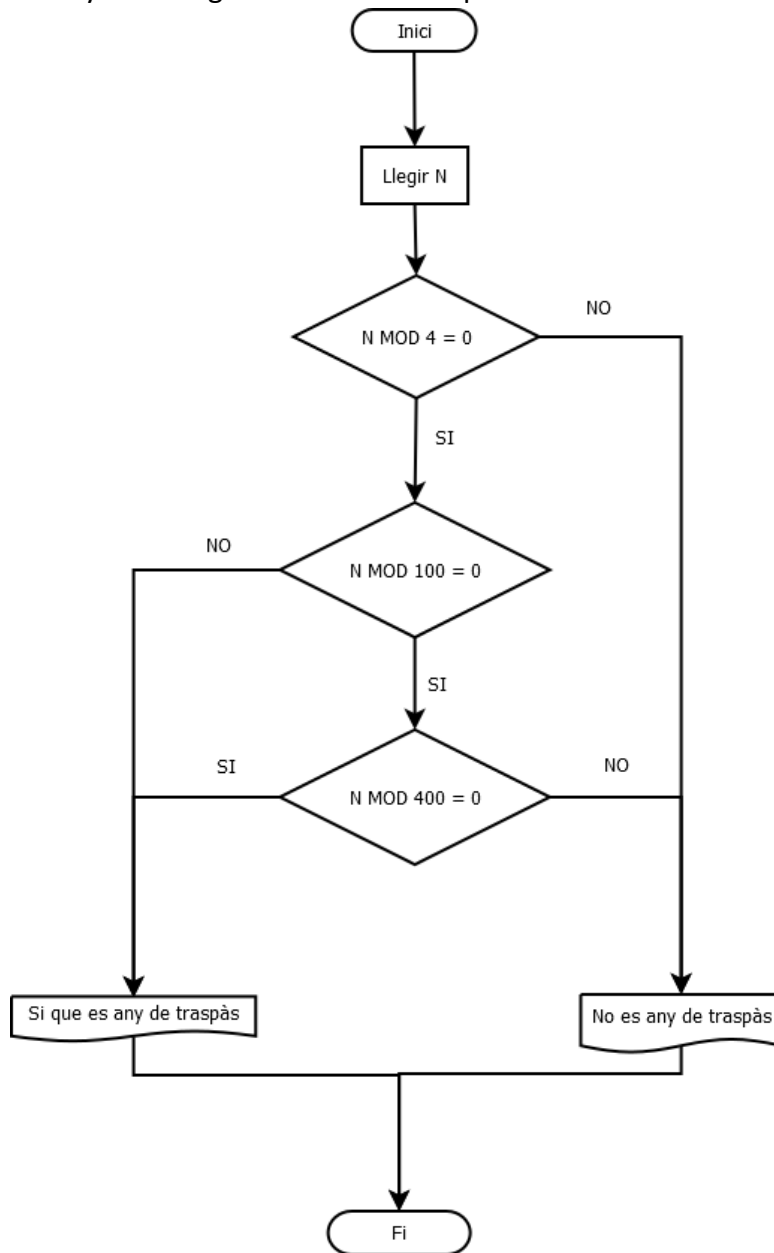 Inici
Llegir N
N MOD 4 = 0
NO
SI
NO
N MOD 100 = 0
SI
SI
NO
N MOD 400 = 0
Si que es any de traspàs
No es any de traspàs
Fi